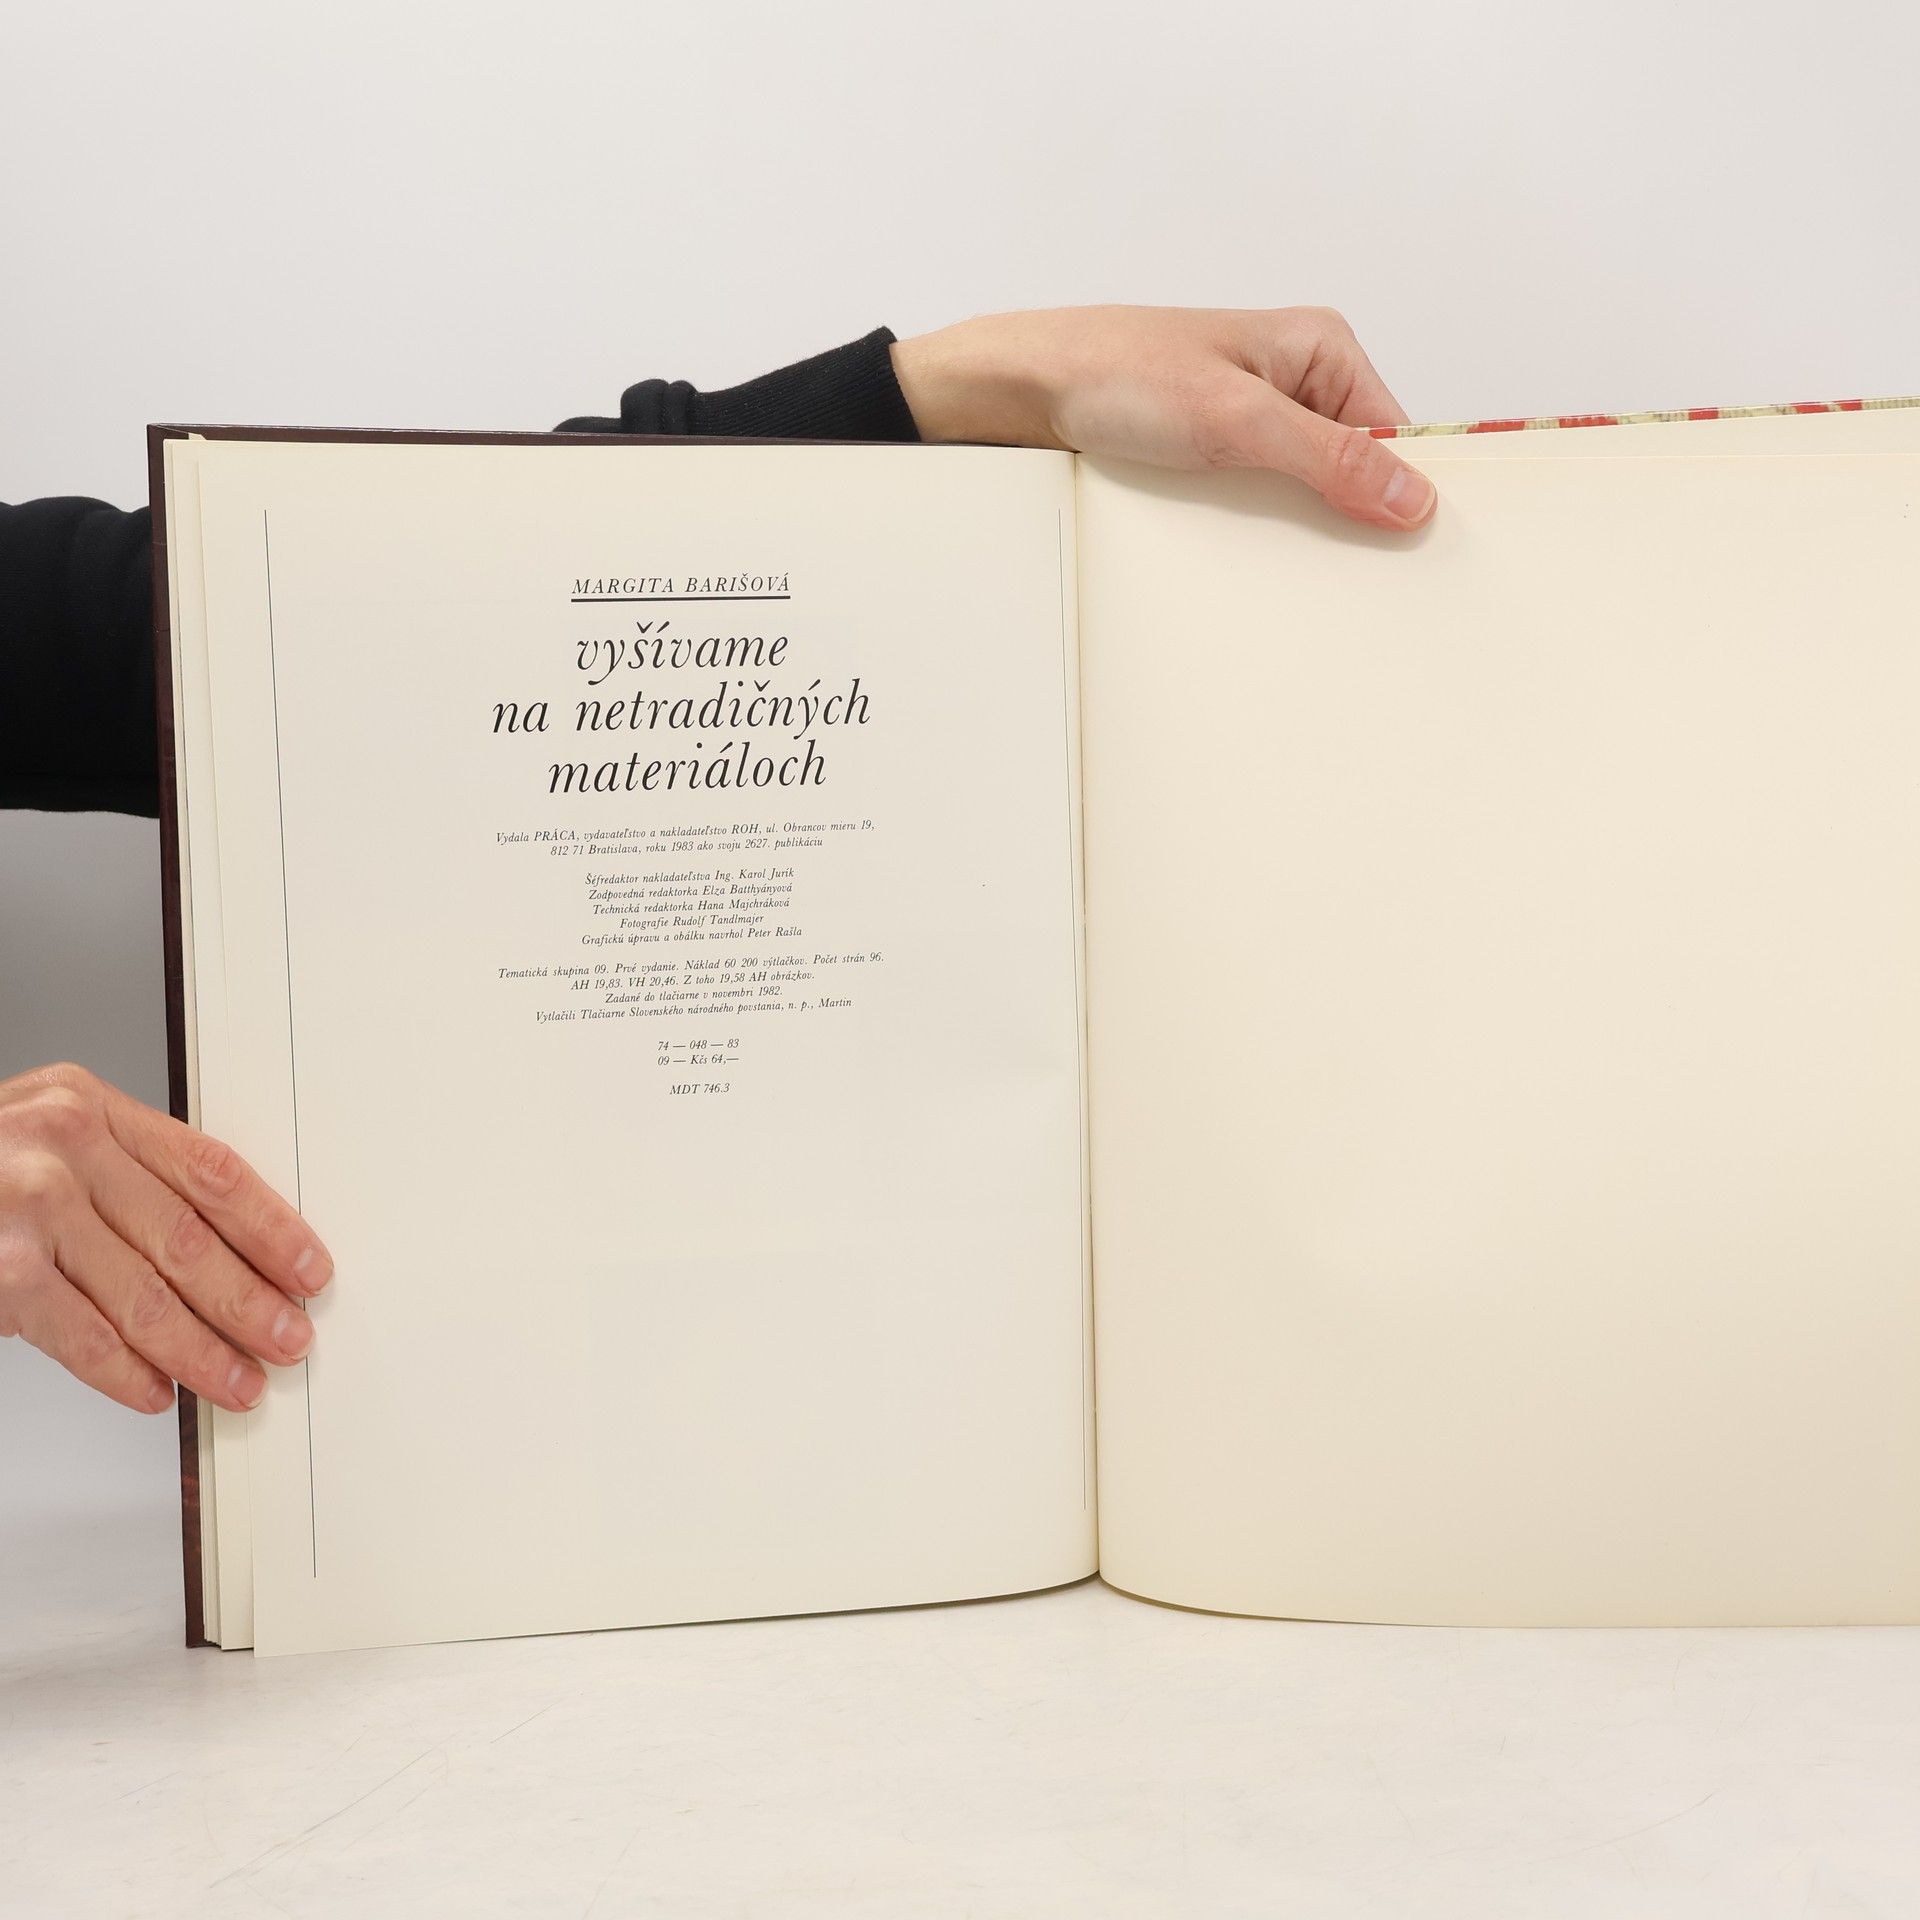 MARGITA BARIŠOVÁ
vyšívame
na netradičných
materiáloch
Vydala PRÁCA, vydavateľstvo a nakladateľstvo ROH, ul. Obrancov mieru 19,
812 71 Bratislava, roku 1983 ako svoju 2627. publikáciu
Šéfredaktor nakladateľstva Ing. Karol Jurík
Zodpovedná redaktorka Elza Batthyányová
Technická redaktorka Hana Majchráková
Fotografie Rudolf Tandlmajer
Grafickú úpravu a obálku navrhol Peter Rašla
Tematická skupina 09. Prvé vydanie. Náklad 60 200 výtlačkov. Počet strán 96.
AH 19,83. VH 20,46. Z toho 19,58 AH obrázkov.
Zadané do tlačiarne v novembri 1982.
Vytlačili Tlačiarne Slovenského národného povstania, n. p., Martin
74 — 048 — 83
09 — Kčs 64,—
MDT 746.3